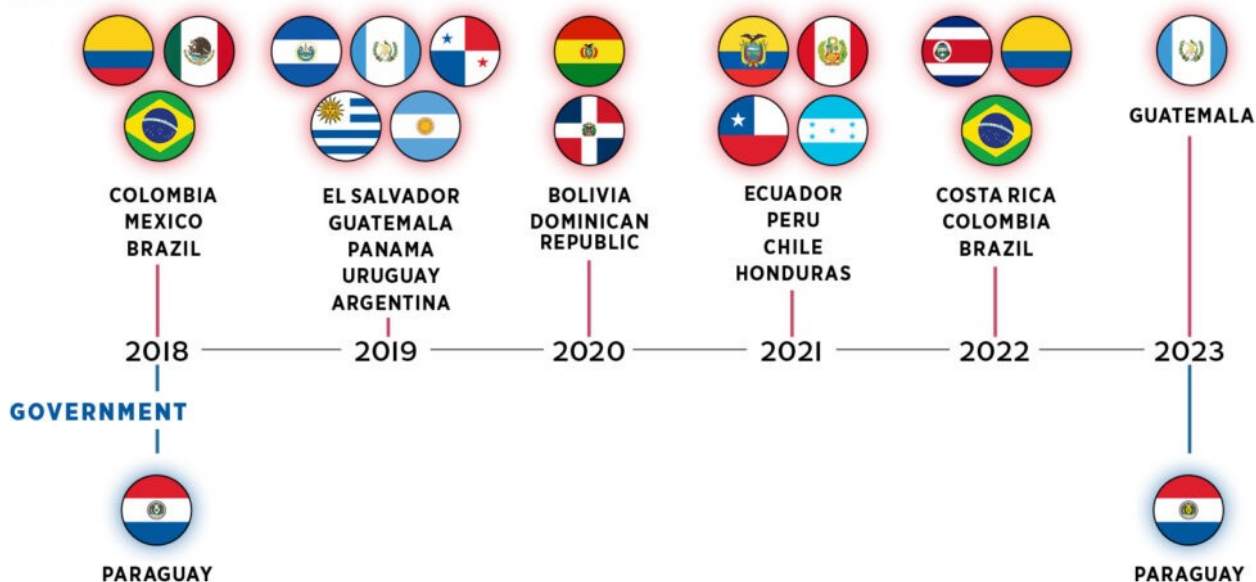 GUATEMALA
COLOMBIA
MEXICO
BRAZIL
EL SALVADOR
GUATEMALA
PANAMA
URUGUAY
ARGENTINA
BOLIVIA
DOMINICAN
REPUBLIC
ECUADOR
PERU
CHILE
HONDURAS
COSTA RICA
COLOMBIA
BRAZIL
2018
2019
2020
2021
2022
2023
GOVERNMENT
PARAGUAY
PARAGUAY